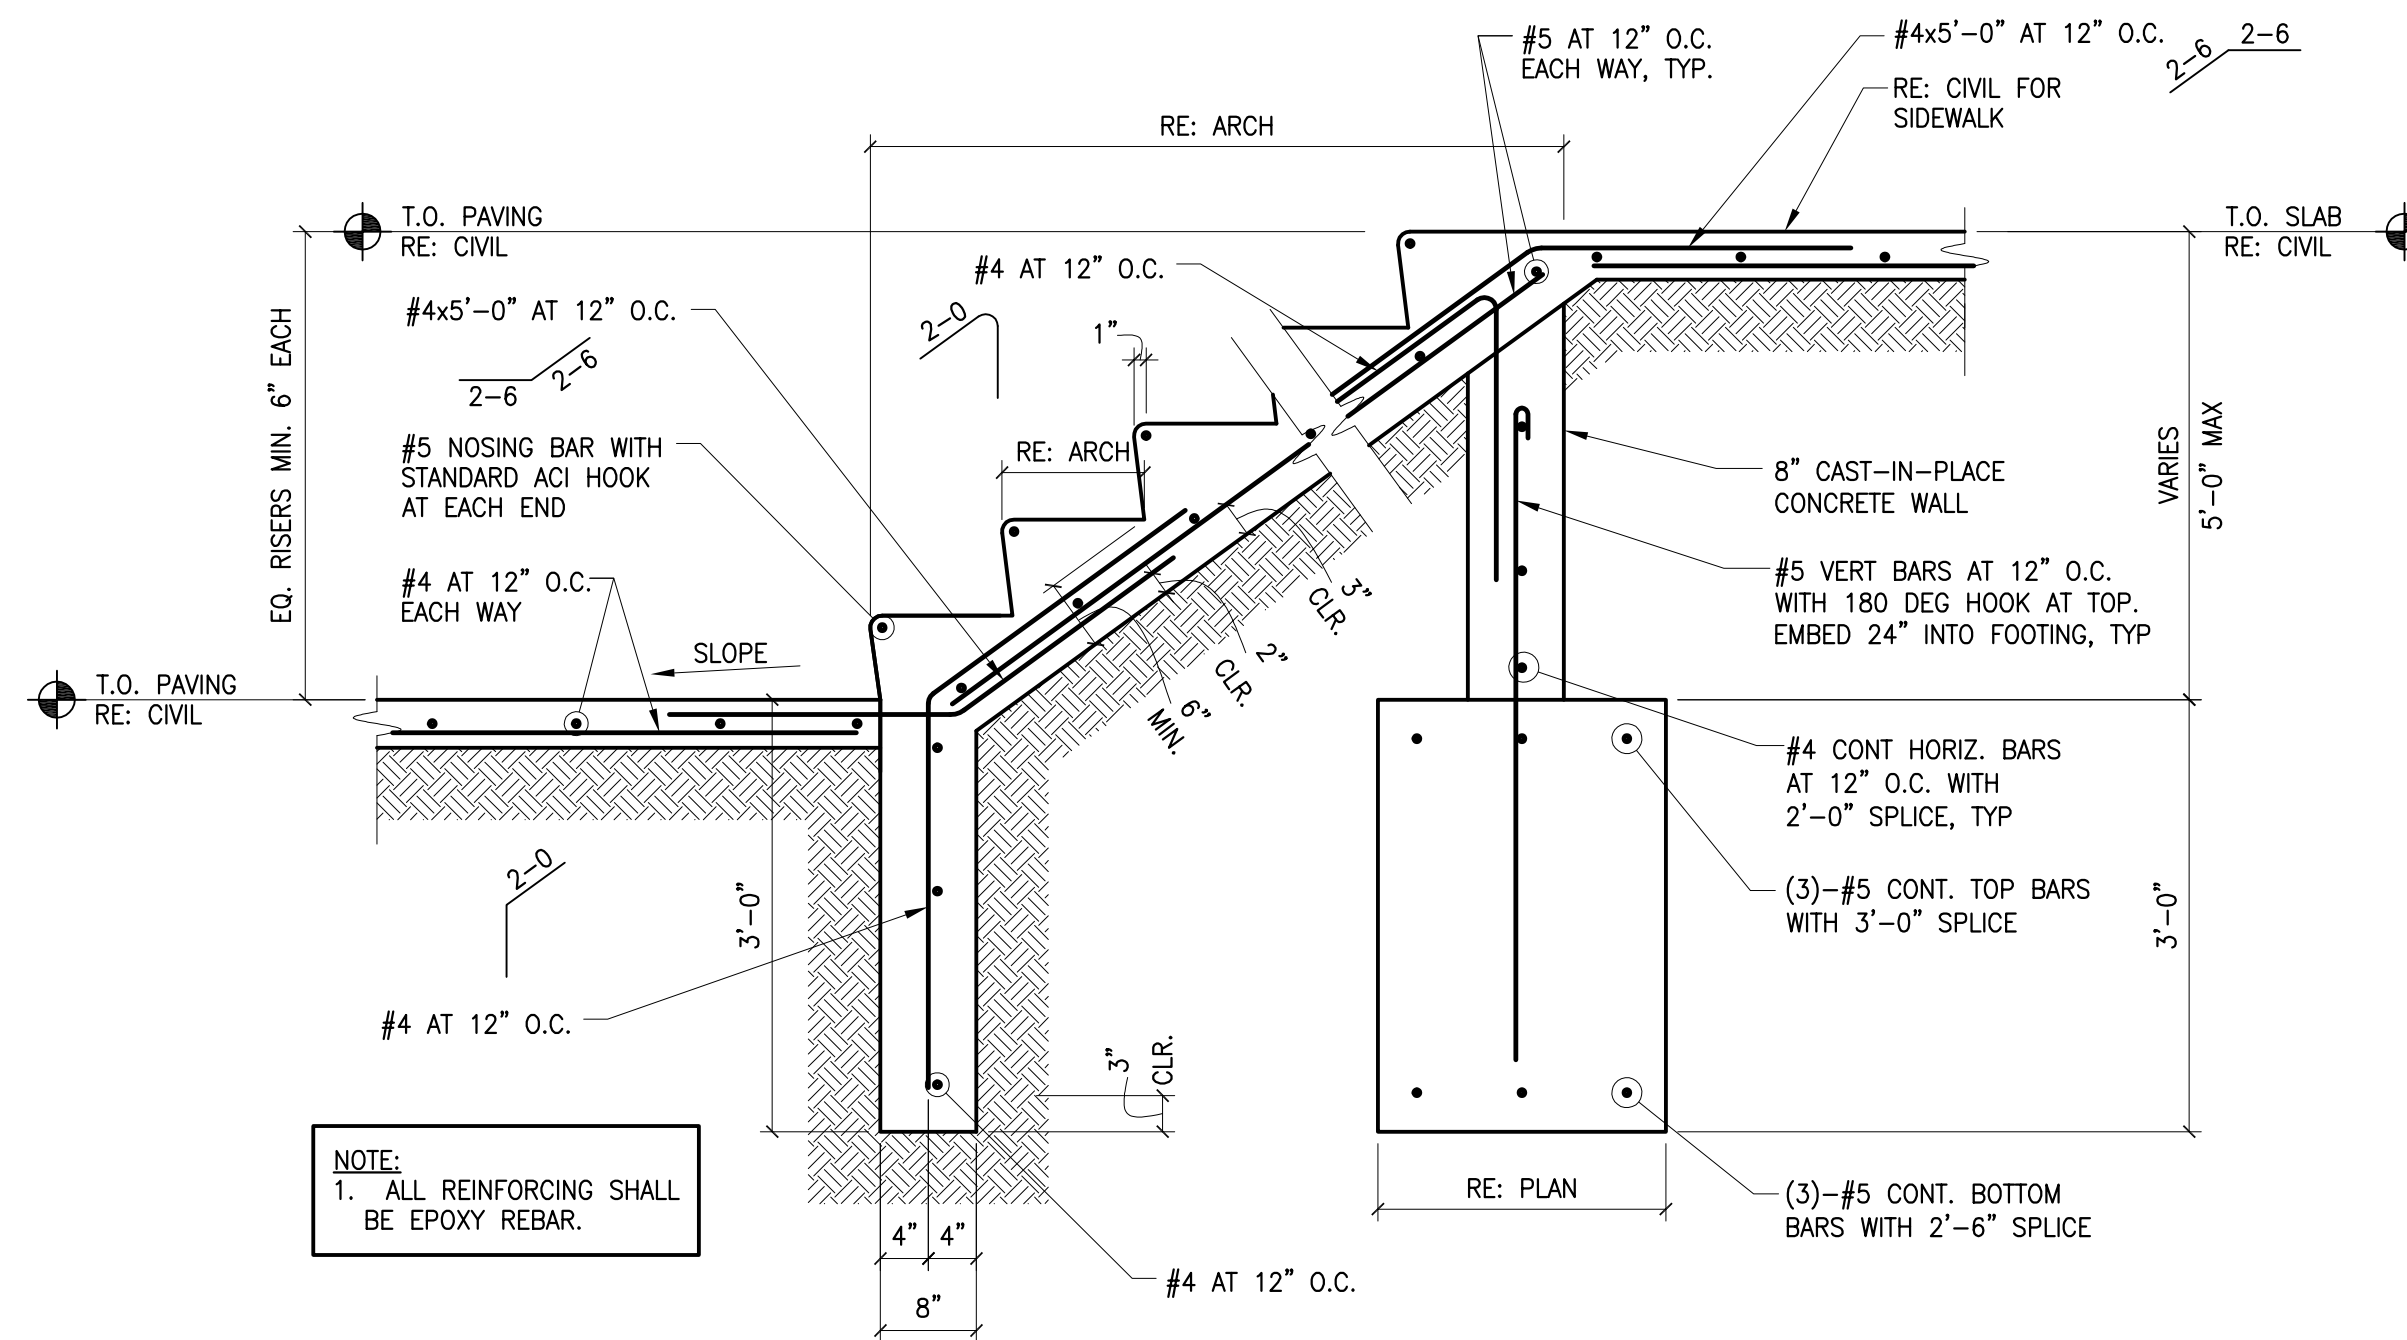 #5 AT 12" O.C.
EACH WAY, TYP.
#4x5'-0" AT 12" O.C.
2-6
2-6
RE: CIVIL FOR
SIDEWALK
RE: ARCH
T.O. PAVING
RE: CIVIL
T.O. SLAB
RE: CIVIL
#4 AT 12" O.C.
#4x5'-0" AT 12" O.C.
2-0
1"
EQ. RISERS MIN. 6" EACH
2-6
2-6
#5 NOSING BAR WITH
STANDARD ACI HOOK
AT EACH END
RE: ARCH
VARIES
5'-0" MAX
8" CAST-IN-PLACE
CONCRETE WALL
#4 AT 12" O.C.
EACH WAY
3"
CLR.
2"
CLR.
6"
MIN.
#5 VERT BARS AT 12" O.C.
WITH 180 DEG HOOK AT TOP.
EMBED 24" INTO FOOTING, TYP
SLOPE
T.O. PAVING
RE: CIVIL
#4 CONT HORIZ. BARS
AT 12" O.C. WITH
2'-0" SPLICE, TYP
2-0
3'-0"
(3)-#5 CONT. TOP BARS
WITH 3'-0" SPLICE
3'-0"
#4 AT 12" O.C.
3"
CLR.
NOTE:
1. ALL REINFORCING SHALL
BE EPOXY REBAR.
RE: PLAN
(3)-#5 CONT. BOTTOM
BARS WITH 2'-6" SPLICE
4"
4"
#4 AT 12" O.C.
8"